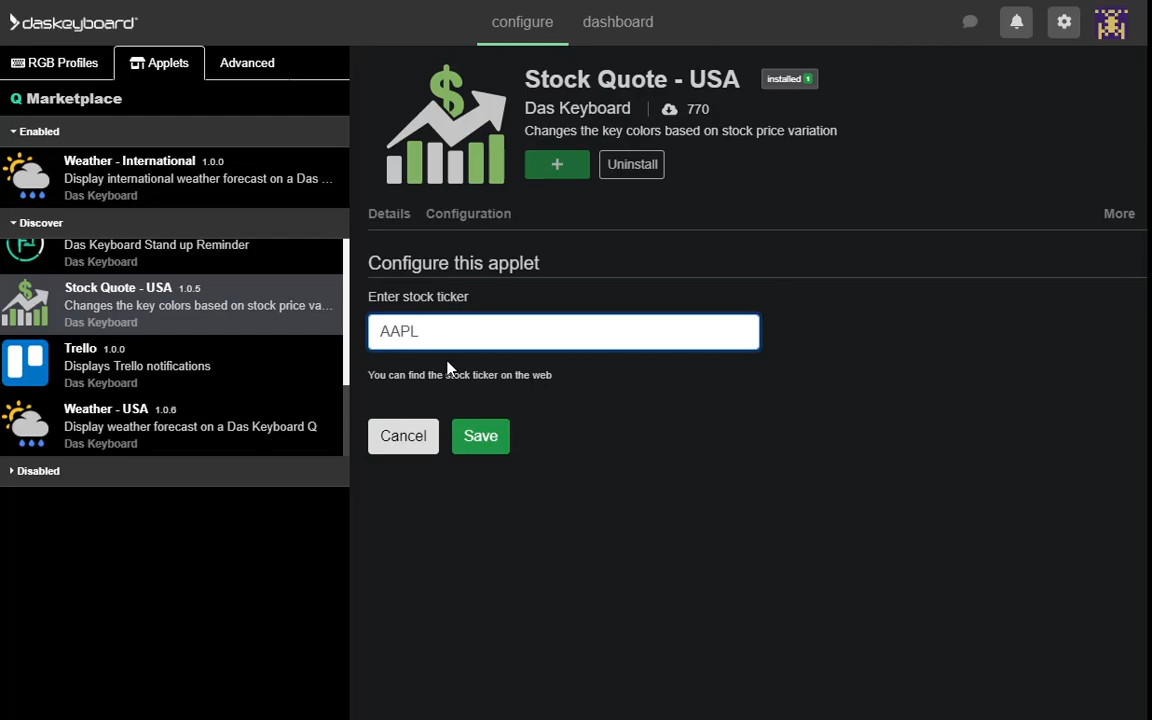 daskeyboard
configure
dashboard
RGB Profiles
Applets
Advanced
Q Marketplace
Enabled
Weather - International 1.0.0
Display international weather forecast on a Das ...
Das Keyboard
Discover
Das Keyboard Stand up Reminder
Das Keyboard
Stock Quote - USA 1.0.5
Changes the key colors based on stock price va...
Das Keyboard
Trello 1.0.0
Displays Trello notifications
Das Keyboard
Weather - USA 1.0.6
Display weather forecast on a Das Keyboard Q
Das Keyboard
Disabled
Stock Quote - USA
installed 1
Das Keyboard
770
Changes the key colors based on stock price variation
+
Uninstall
Details
Configuration
More
Configure this applet
Enter stock ticker
AAPL
You can find the stock ticker on the web
Cancel
Save